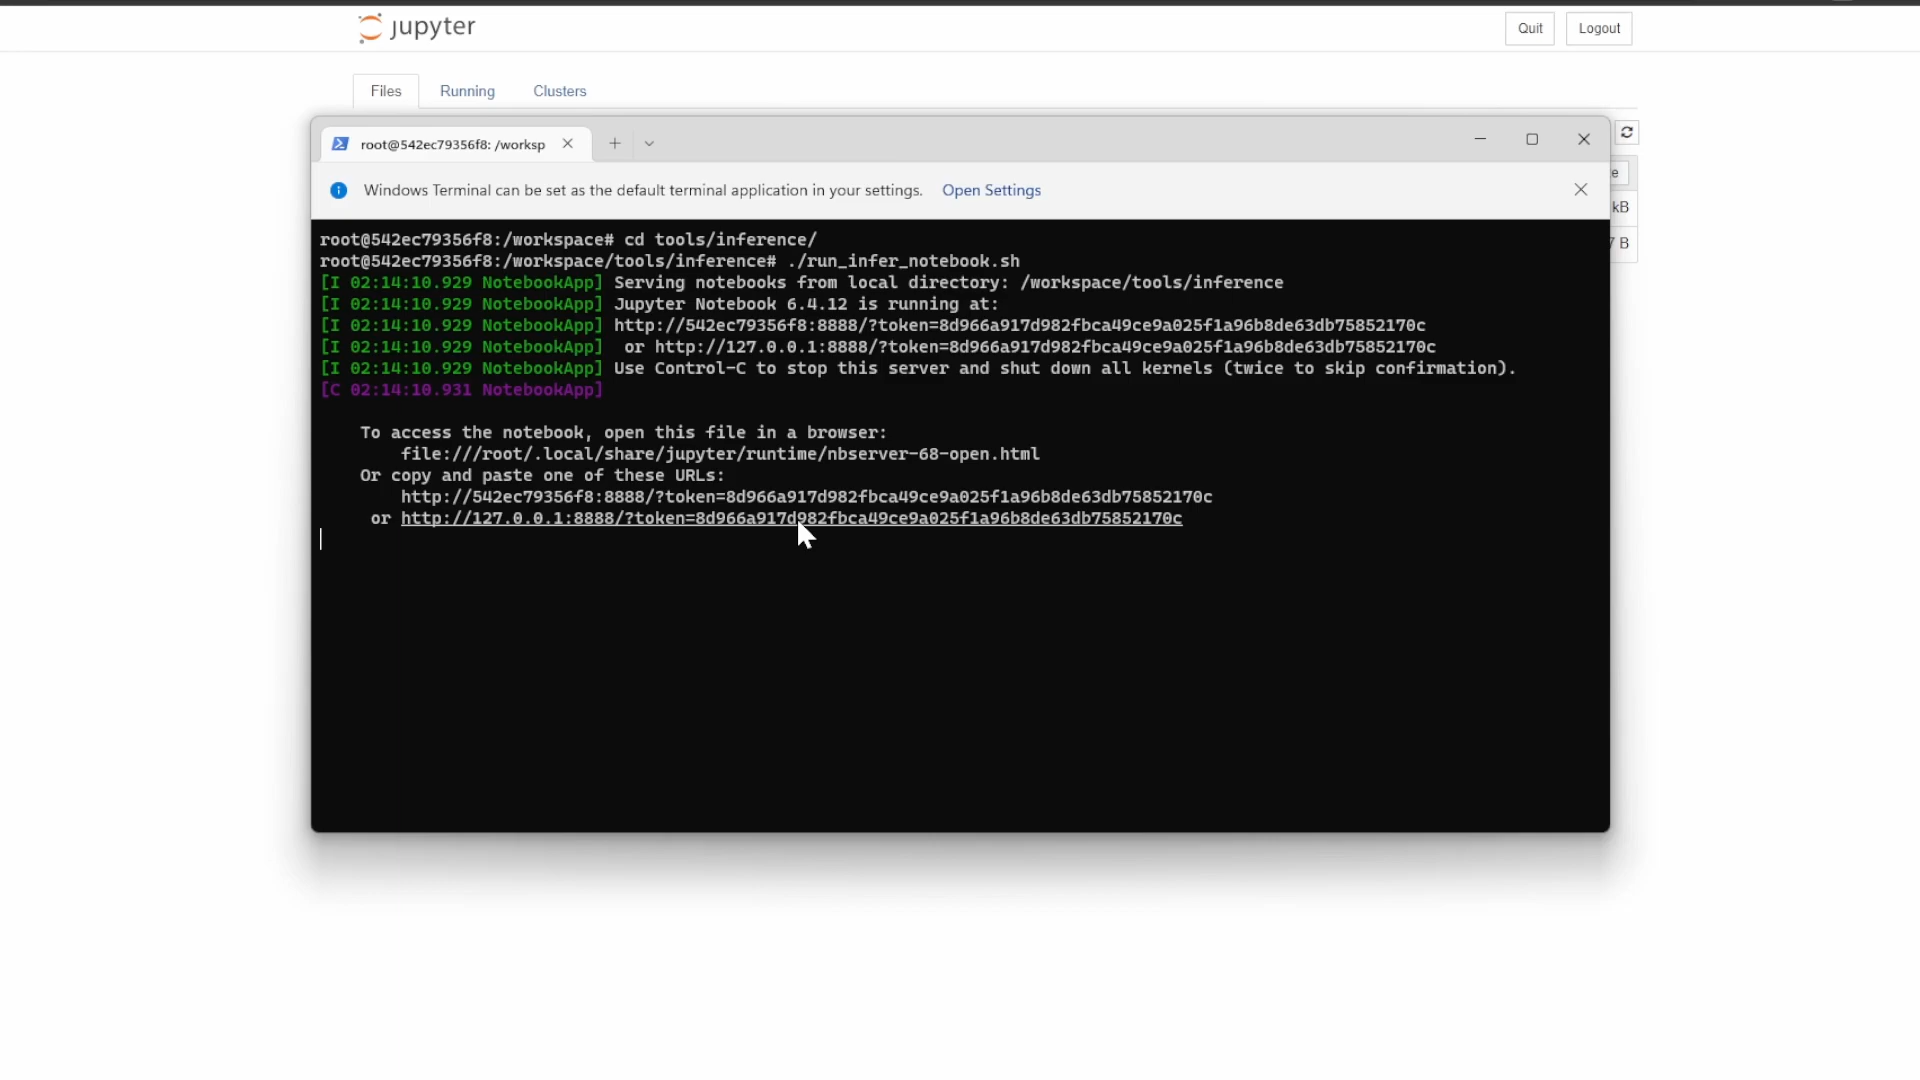 jupyter
Quit
Logout
Files
Running
Clusters
root@542ec79356f8: /worksp
Windows Terminal can be set as the default terminal application in your settings. Open Settings
e
kB
7 B
root@542ec79356f8:/workspace# cd tools/inference/
root@542ec79356f8:/workspace/tools/inference# ./run_infer_notebook.sh
[I 02:14:10.929 NotebookApp] Serving notebooks from local directory: /workspace/tools/inference
[I 02:14:10.929 NotebookApp] Jupyter Notebook 6.4.12 is running at:
[I 02:14:10.929 NotebookApp] http://542ec79356f8:8888/?token=8d966a917d982fbca49ce9a025f1a96b8de63db75852170c
[I 02:14:10.929 NotebookApp]  or http://127.0.0.1:8888/?token=8d966a917d982fbca49ce9a025f1a96b8de63db75852170c
[I 02:14:10.929 NotebookApp] Use Control-C to stop this server and shut down all kernels (twice to skip confirmation).
[C 02:14:10.931 NotebookApp]
To access the notebook, open this file in a browser:
file:///root/.local/share/jupyter/runtime/nbserver-68-open.html
Or copy and paste one of these URLs:
http://542ec79356f8:8888/?token=8d966a917d982fbca49ce9a025f1a96b8de63db75852170c
or http://127.0.0.1:8888/?token=8d966a917d982fbca49ce9a025f1a96b8de63db75852170c